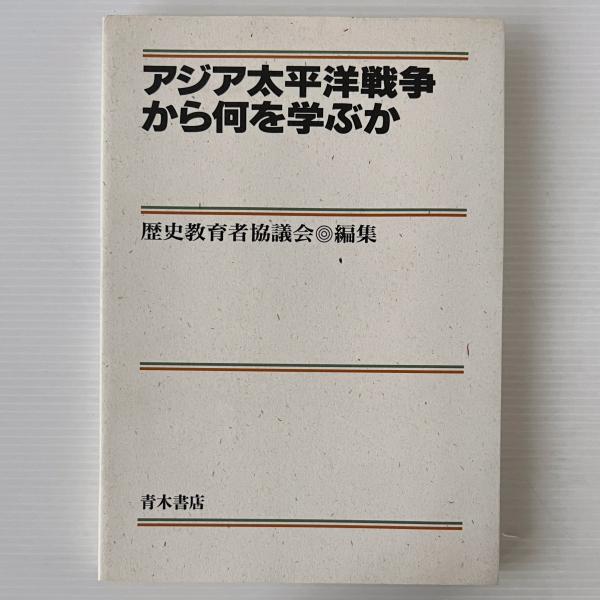 アジア太平洋戦争
から何を学ぶか
歴史教育者協議会◎編集
青木書店